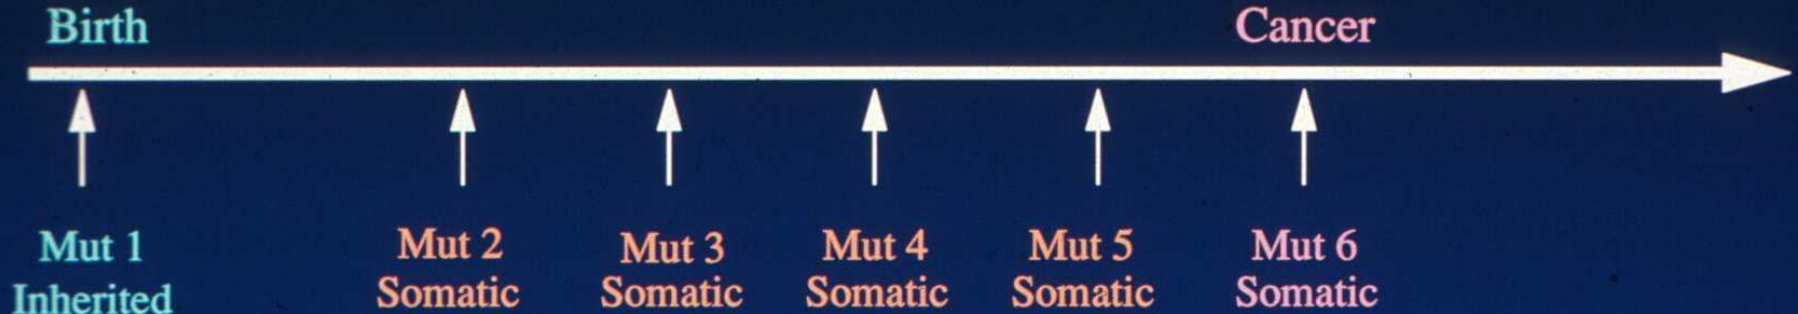 Birth
Cancer
Mut 1
Inherited
Mut 2
Somatic
Mut 3
Somatic
Mut 4
Somatic
Mut 5
Somatic
Mut 6
Somatic